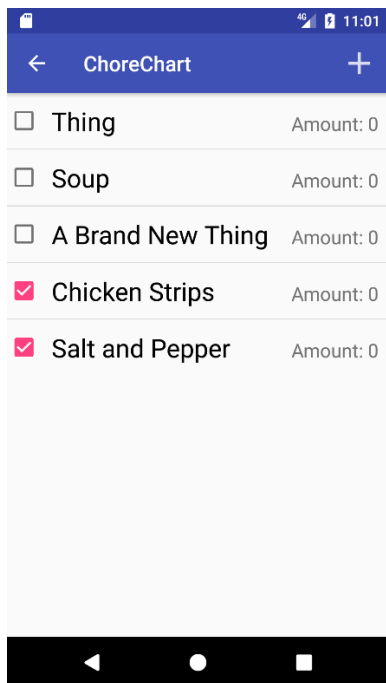 4G 11:01
ChoreChart
Thing Amount: 0
Soup Amount: 0
A Brand New Thing Amount: 0
Chicken Strips Amount: 0
Salt and Pepper Amount: 0